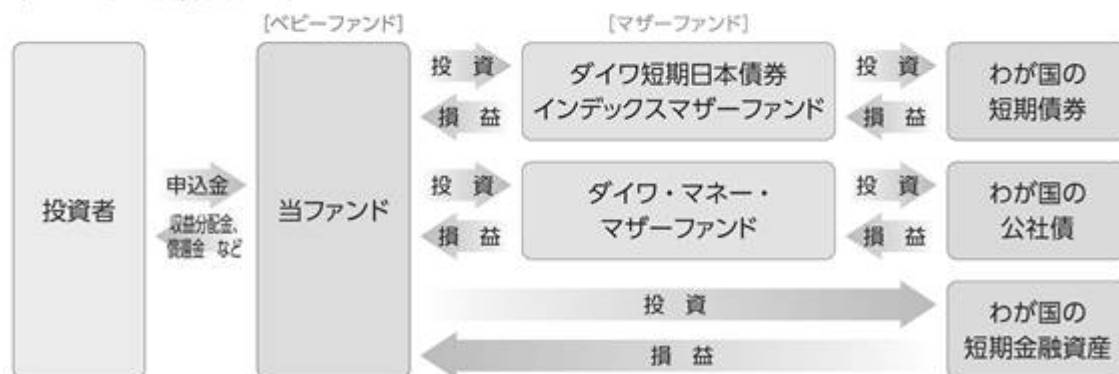 [ベビーファンド]
[マザーファンド]
投資者
申込金
収益分配金、
償還金 など
当ファンド
投 資
損 益
ダイワ短期日本債券
インデックスマザーファンド
投 資
損 益
わが国の
短期債券
投 資
損 益
ダイワ・マネー・
マザーファンド
投 資
損 益
わが国の
公社債
投 資
損 益
わが国の
短期金融資産